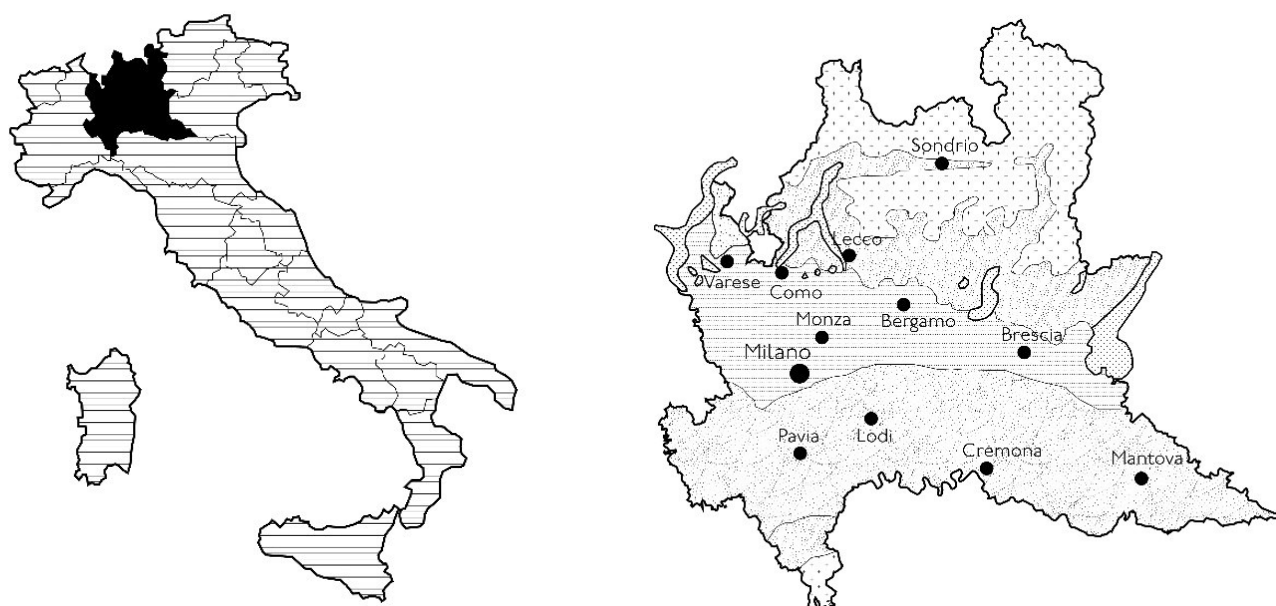 Sondrio
Lecco
Varese
Como
Bergamo
Monza
Brescia
Milano
Pavia
Lodi
Cremona
Mantova